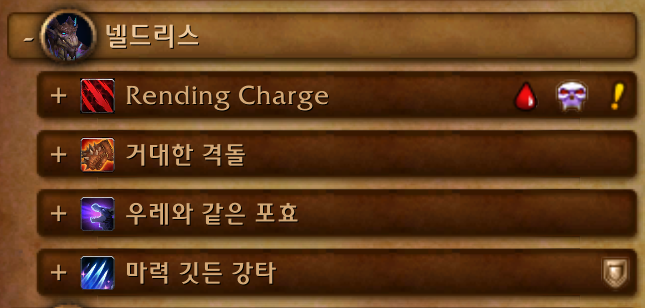 넬드리스
Rending Charge
거대한 격돌
우레와 같은 포효
마력 깃든 강타